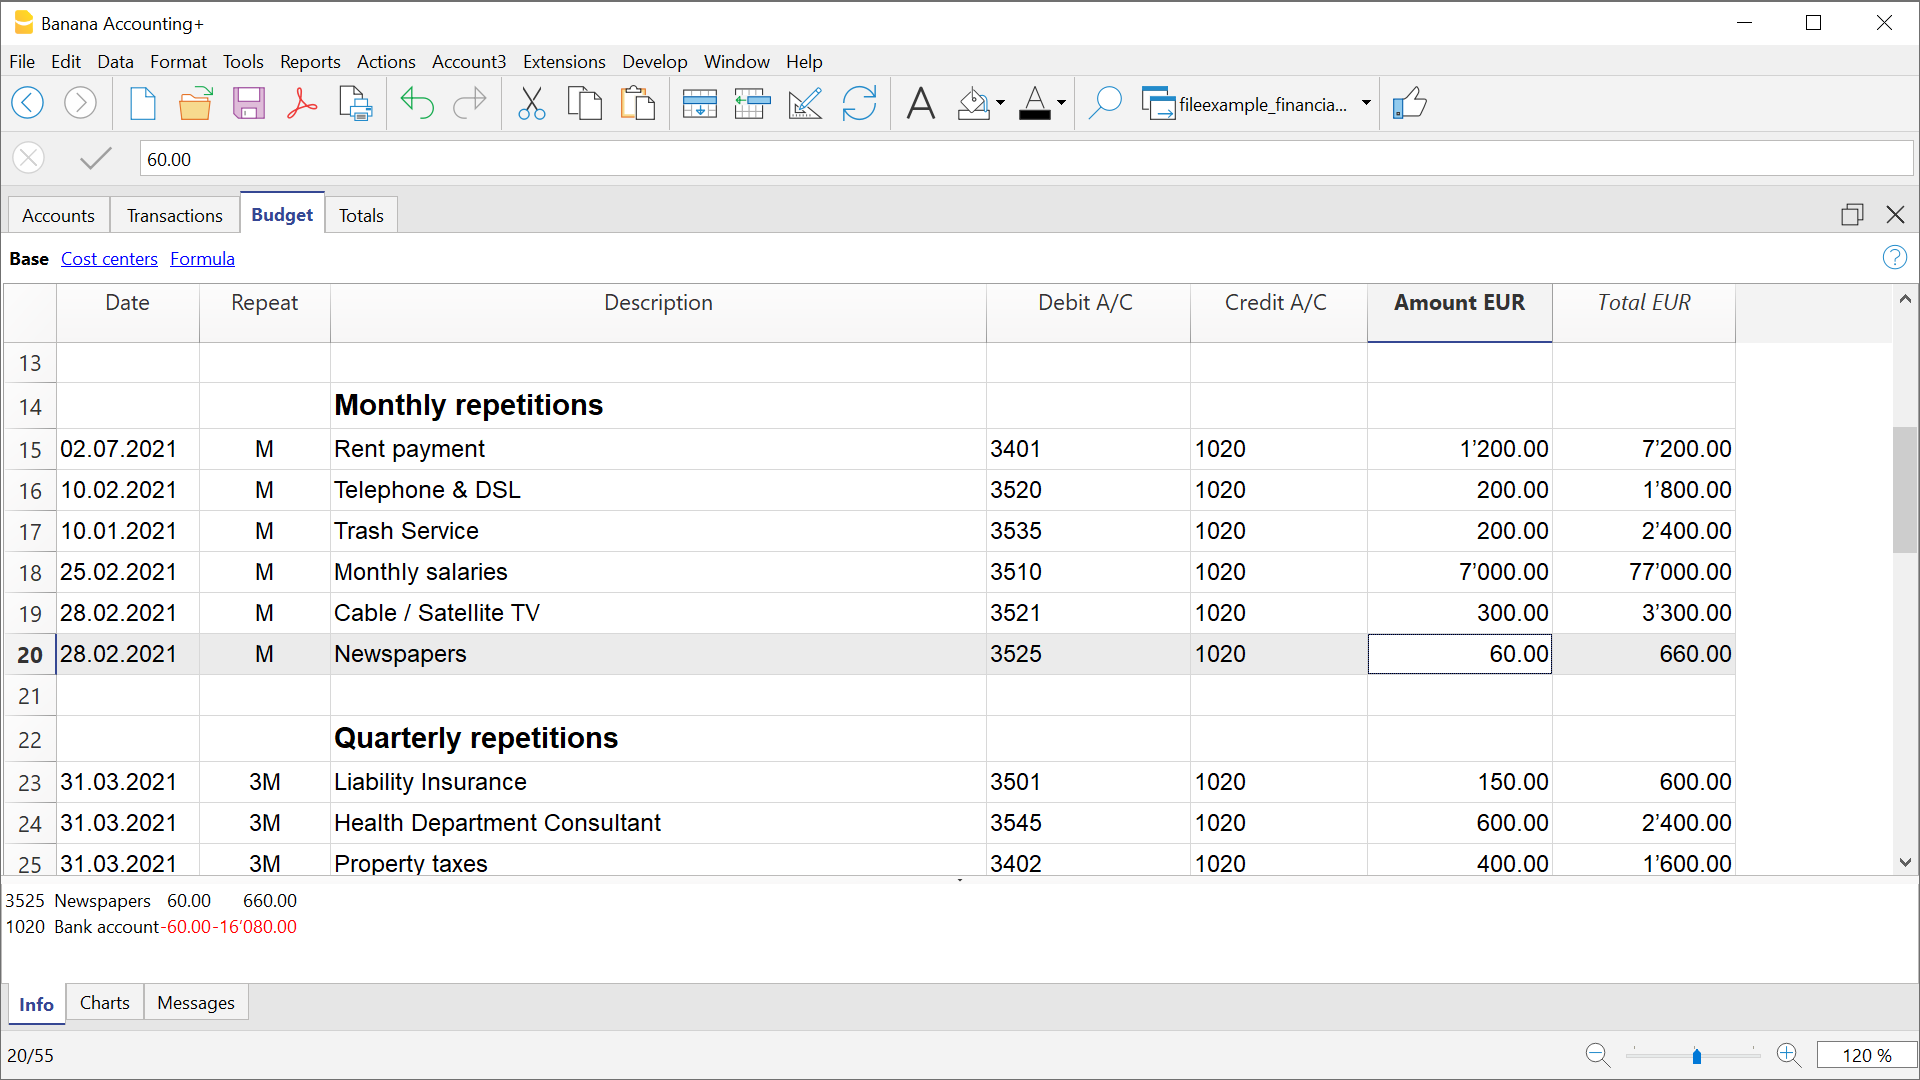 Banana Accounting+
File Edit Data Format Tools Reports Actions Account3 Extensions Develop Window Help
fileexample_financia...
60.00
Accounts Transactions Budget Totals
Base Cost centers Formula
Date Repeat Description Debit A/C Credit A/C Amount EUR Total EUR
13
14 Monthly repetitions
15 02.07.2021 M Rent payment 3401 1020 1’200.00 7’200.00
16 10.02.2021 M Telephone & DSL 3520 1020 200.00 1’800.00
17 10.01.2021 M Trash Service 3535 1020 200.00 2’400.00
18 25.02.2021 M Monthly salaries 3510 1020 7’000.00 77’000.00
19 28.02.2021 M Cable / Satellite TV 3521 1020 300.00 3’300.00
20 28.02.2021 M Newspapers 3525 1020 60.00 660.00
21
22 Quarterly repetitions
23 31.03.2021 3M Liability Insurance 3501 1020 150.00 600.00
24 31.03.2021 3M Health Department Consultant 3545 1020 600.00 2’400.00
25 31.03.2021 3M Property taxes 3402 1020 400.00 1’600.00
3525 Newspapers 60.00 660.00
1020 Bank account -60.00 -16’080.00
Info Charts Messages
20/55 120 %